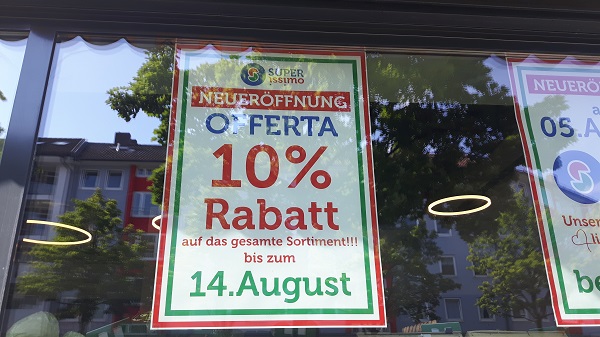 SUPER
issimo
NEUERÖFFNUNG
OFFERTA
10%
Rabatt
auf das gesamte Sortiment!!!
bis zum
14.August
NEUERÖ
05.A
Unser
be